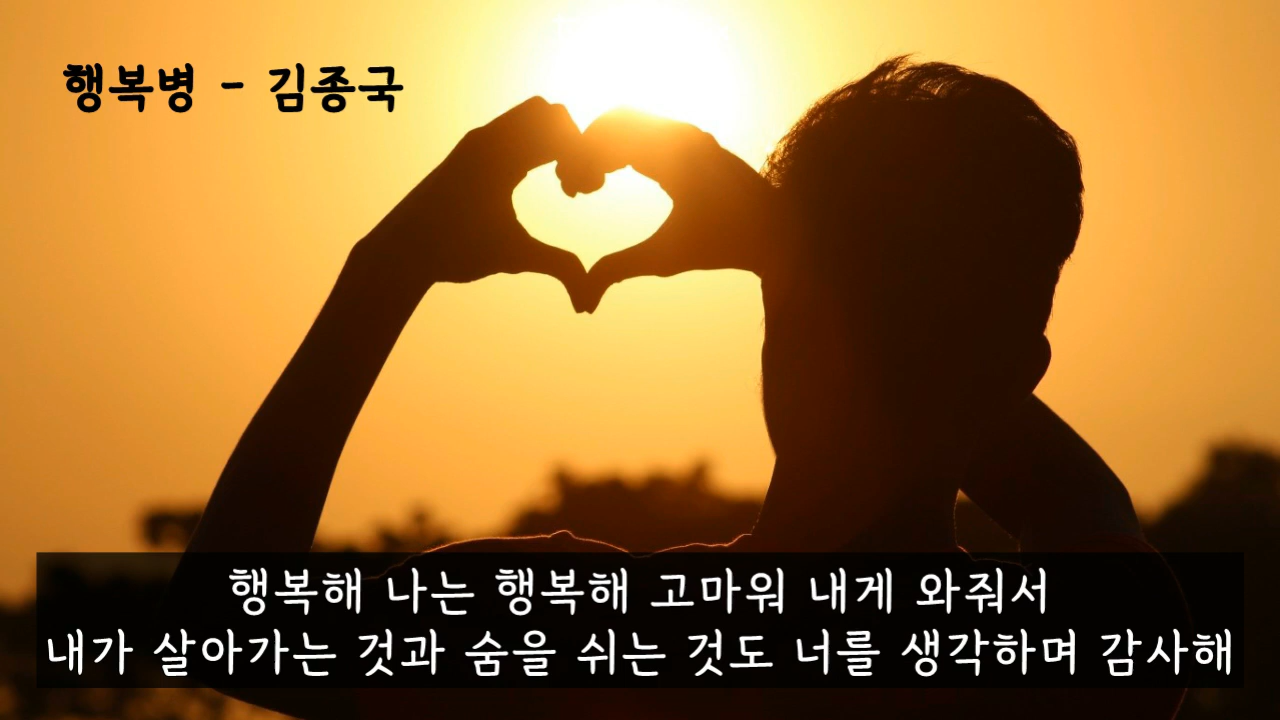 행복병 - 김종국
행복해 나는 행복해 고마워 내게 와줘서
내가 살아가는 것과 숨을 쉬는 것도 너를 생각하며 감사해